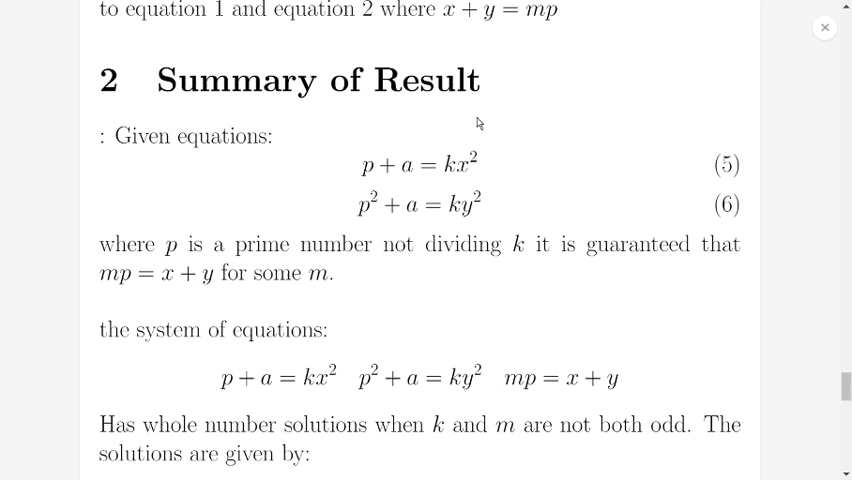 to equation 1 and equation 2 where x + y = mp
2 Summary of Result
: Given equations:
p + a = kx² (5)
p² + a = ky² (6)
where p is a prime number not dividing k it is guaranteed that
mp = x + y for some m.
the system of equations:
p + a = kx² p² + a = ky² mp = x + y
Has whole number solutions when k and m are not both odd. The
solutions are given by: